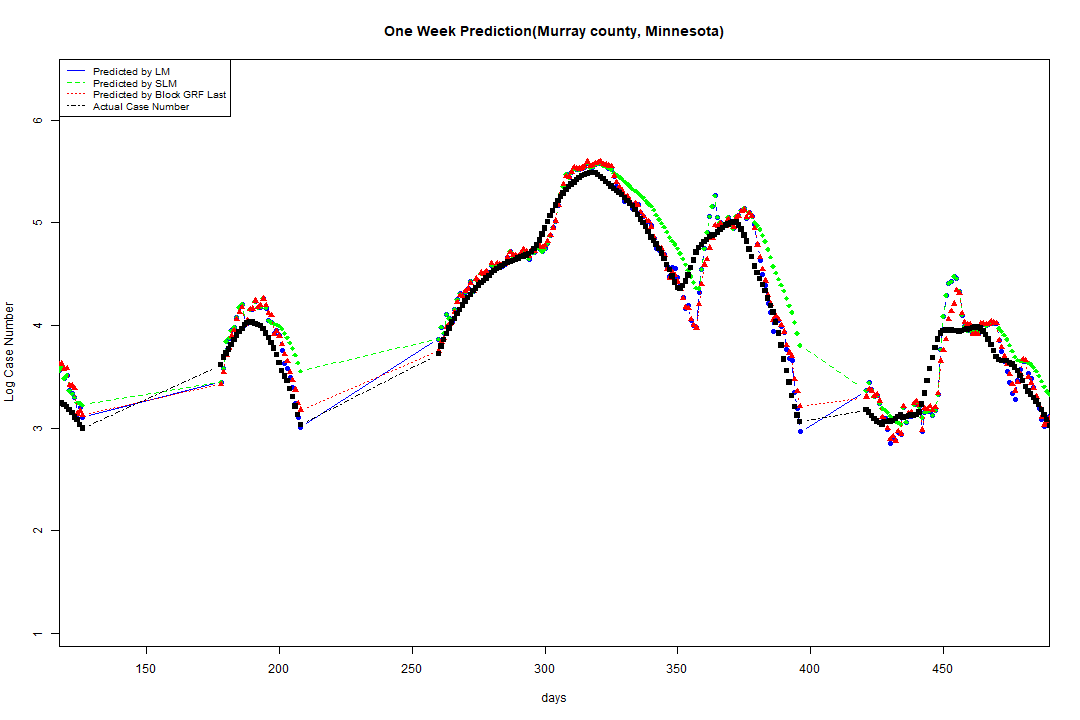 One Week Prediction(Murray county, Minnesota)
Predicted by LM
Predicted by SLM
Predicted by Block GRF Last
Actual Case Number
Log Case Number
6
5
4
3
2
1
150 200 250 300 350 400 450
days